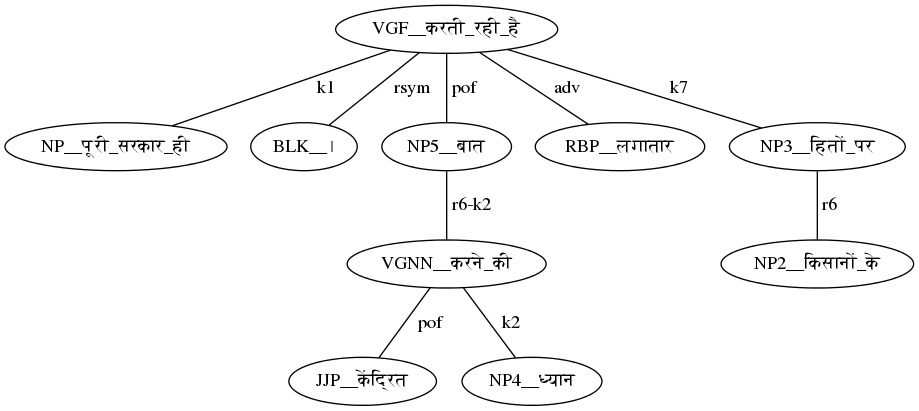 VGF__करती_रही_है
k1 rsym pof adv k7
NP__पूरी_सरकार_ही BLK__। NP5__बात RBP__लगातार NP3__हितों_पर
r6-k2 r6
VGNN__करने_की NP2__किसानों_के
pof k2
JJP__केंद्रित NP4__ध्यान